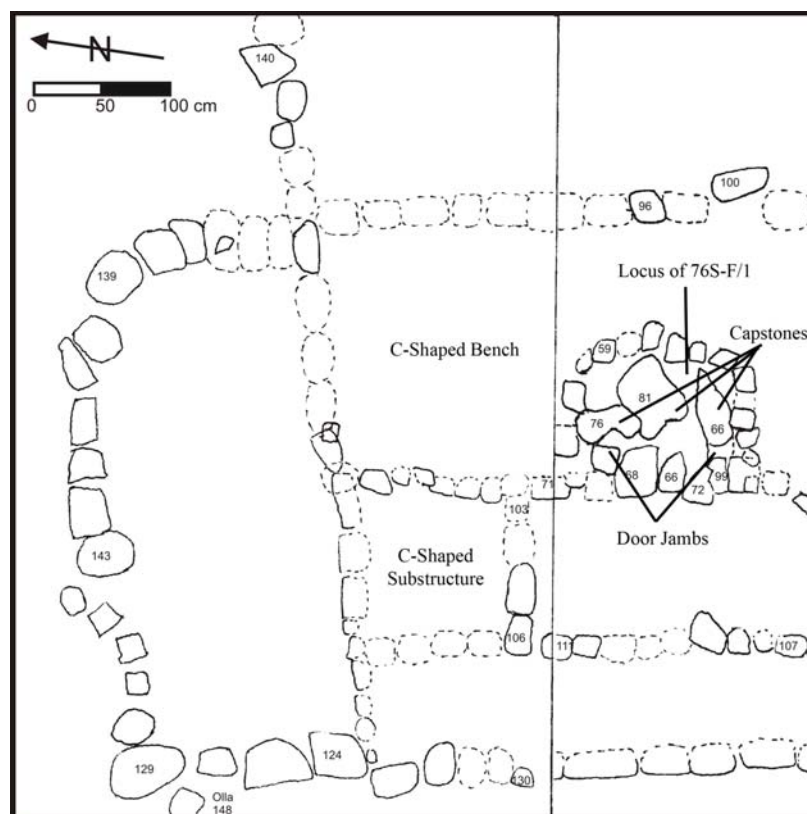 N
0 50 100 cm
140
100
96
139
Locus of 76S-F/1
Capstones
C-Shaped Bench
59
81
76
66
68
66
71
99
72
103
143
Door Jambs
C-Shaped
Substructure
106
111
107
124
129
130
Olla
148